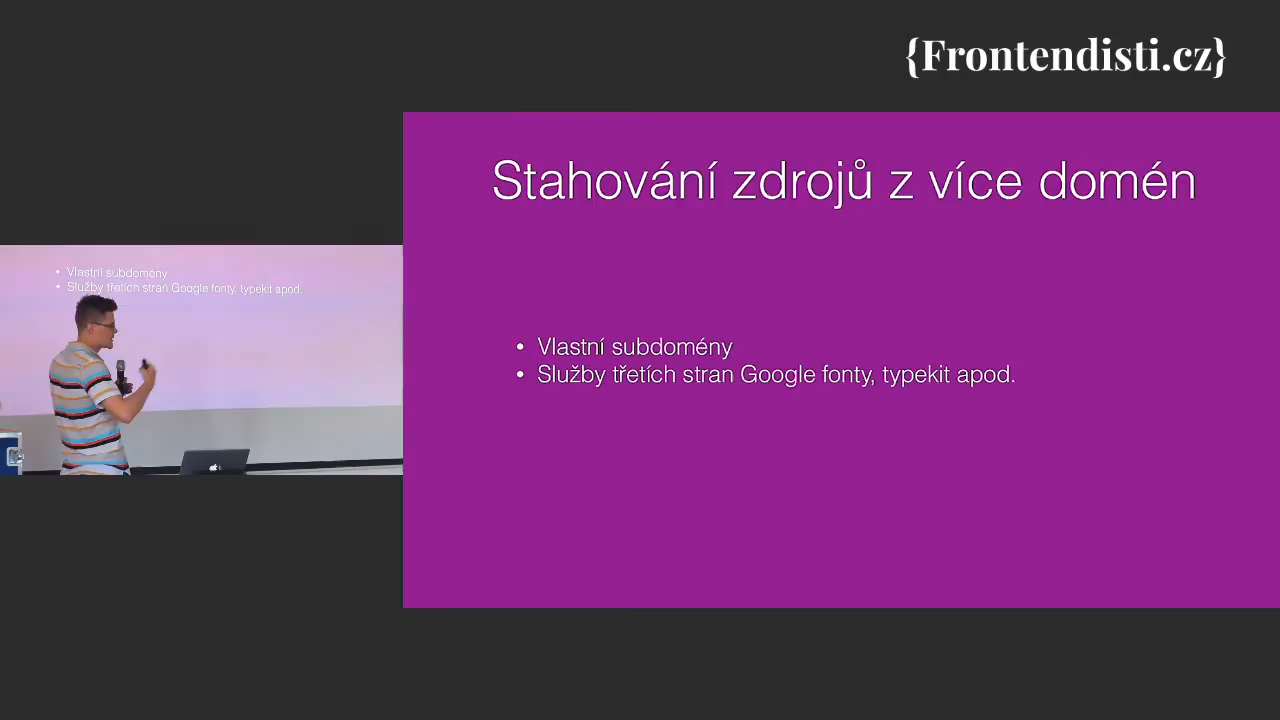 {Frontendisti.cz}
Stahování zdrojů z více domén
• Vlastní subdomény
• Služby třetích stran Google fonty, typekit apod.
• Vlastní subdomény
• Služby třetích stran Google fonty, typekit apod.